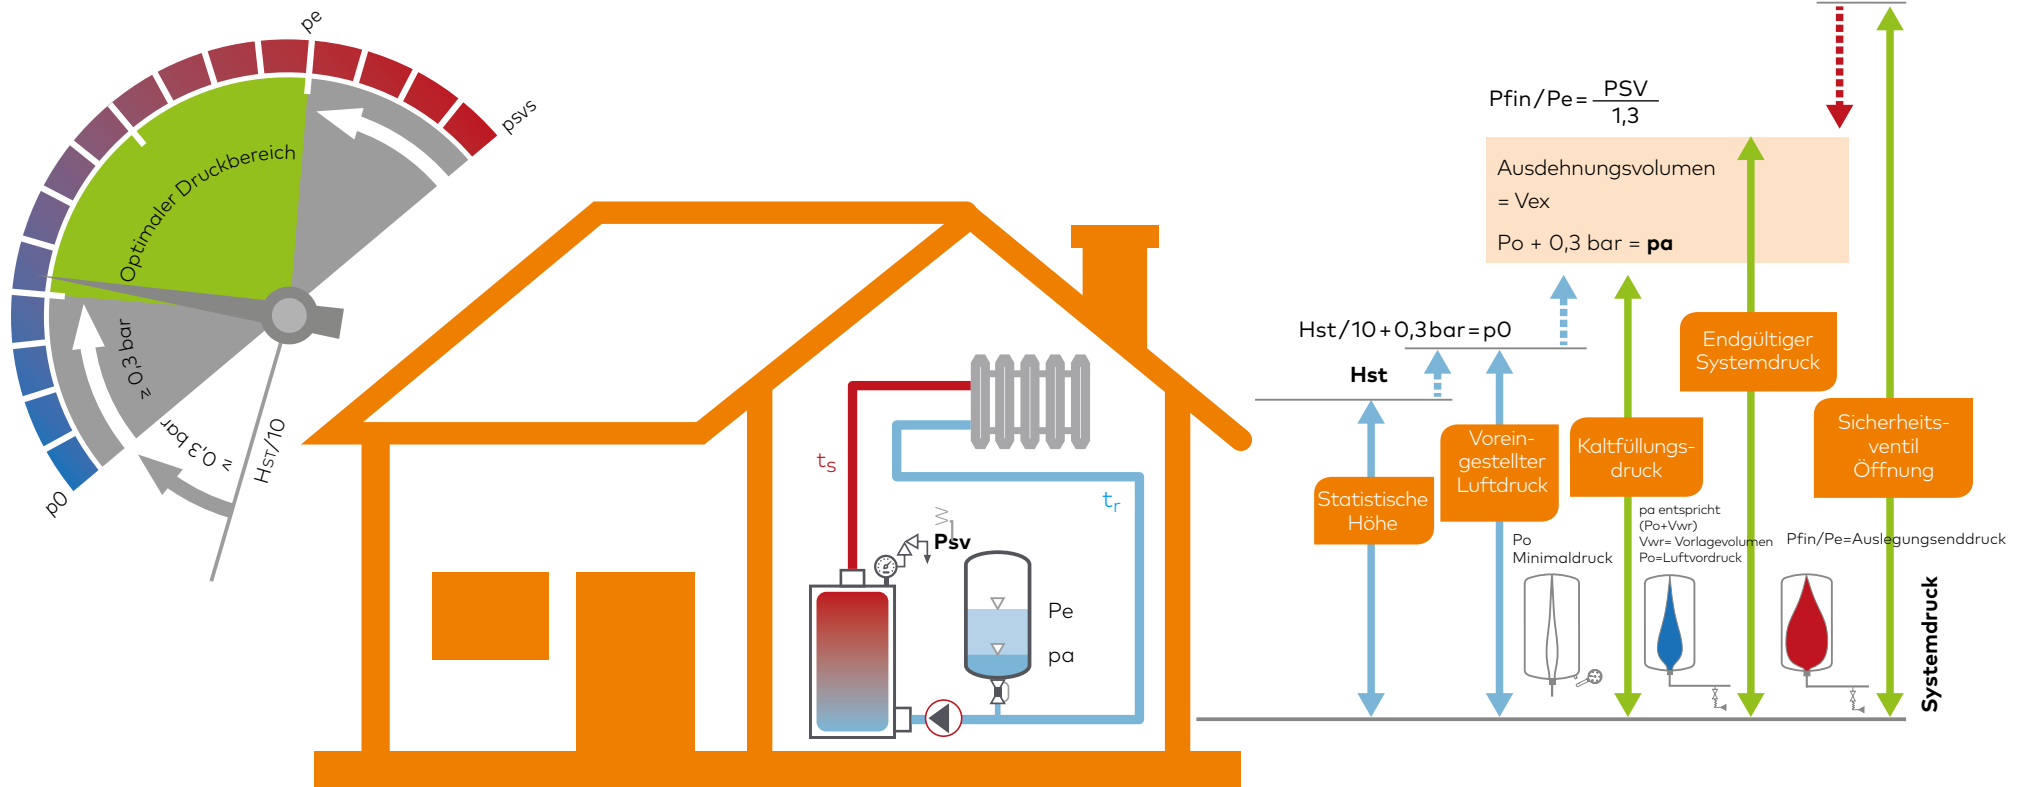 pe
psvs
Optimaler Druckbereich
≥ 0,3 bar
≥ 0,3 bar
HST/10
p0
ts
tr
Psv
Pe
pa
Pfin/Pe= PSV
1,3
Ausdehnungsvolumen
= Vex
Po + 0,3 bar = pa
Hst/10+0,3bar=p0
Hst
Statistische
Höhe
Vorein-
gestellter
Luftdruck
Kaltfüllungs-
druck
Endgültiger
Systemdruck
Sicherheits-
ventil
Öffnung
Po
Minimaldruck
pa entspricht
(Po+Vwr)
Vwr= Vorlagevolumen
Po=Luftvordruck
Pfin/Pe=Auslegungsenddruck
Systemdruck